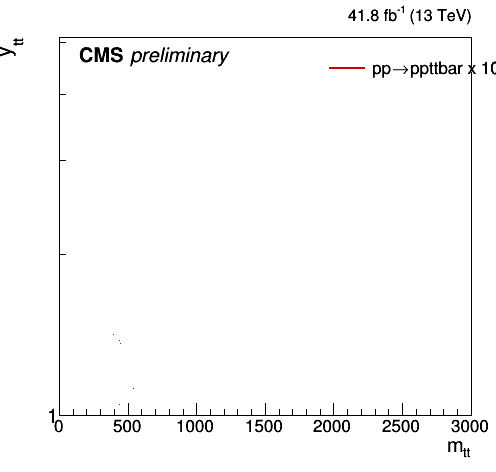 41.8 fb-1 (13 TeV)
CMS preliminary
pp→ppttbar x 10
ytt
1
0 500 1000 1500 2000 2500 3000
mtt